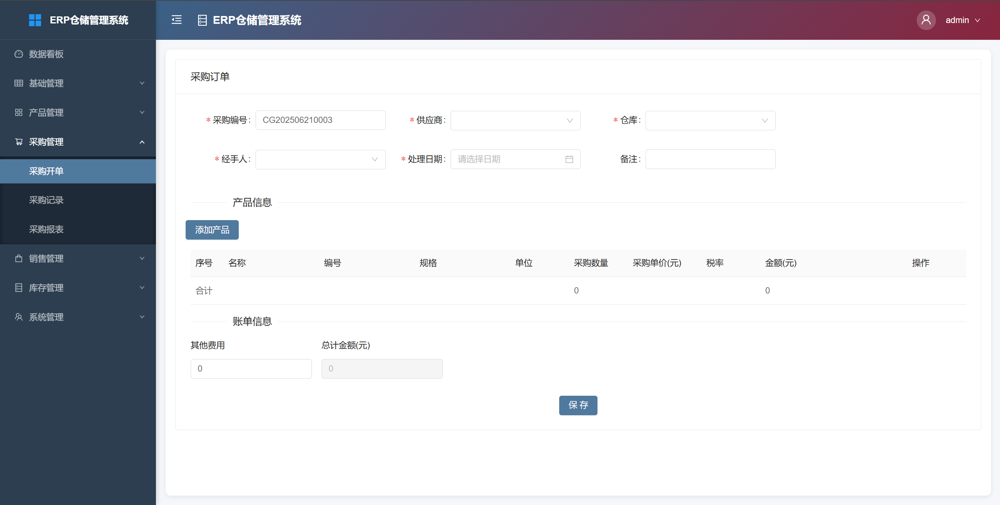 ERP仓储管理系统
ERP仓储管理系统
admin
数据看板
基础管理
产品管理
采购管理
采购开单
采购记录
采购报表
销售管理
库存管理
系统管理
采购订单
* 采购编号: CG202506210003
* 供应商:
* 仓库:
* 经手人:
* 处理日期: 请选择日期
备注:
产品信息
添加产品
序号 名称 编号 规格 单位 采购数量 采购单价(元) 税率 金额(元) 操作
合计 0 0
账单信息
其他费用 总计金额(元)
0 0
保 存